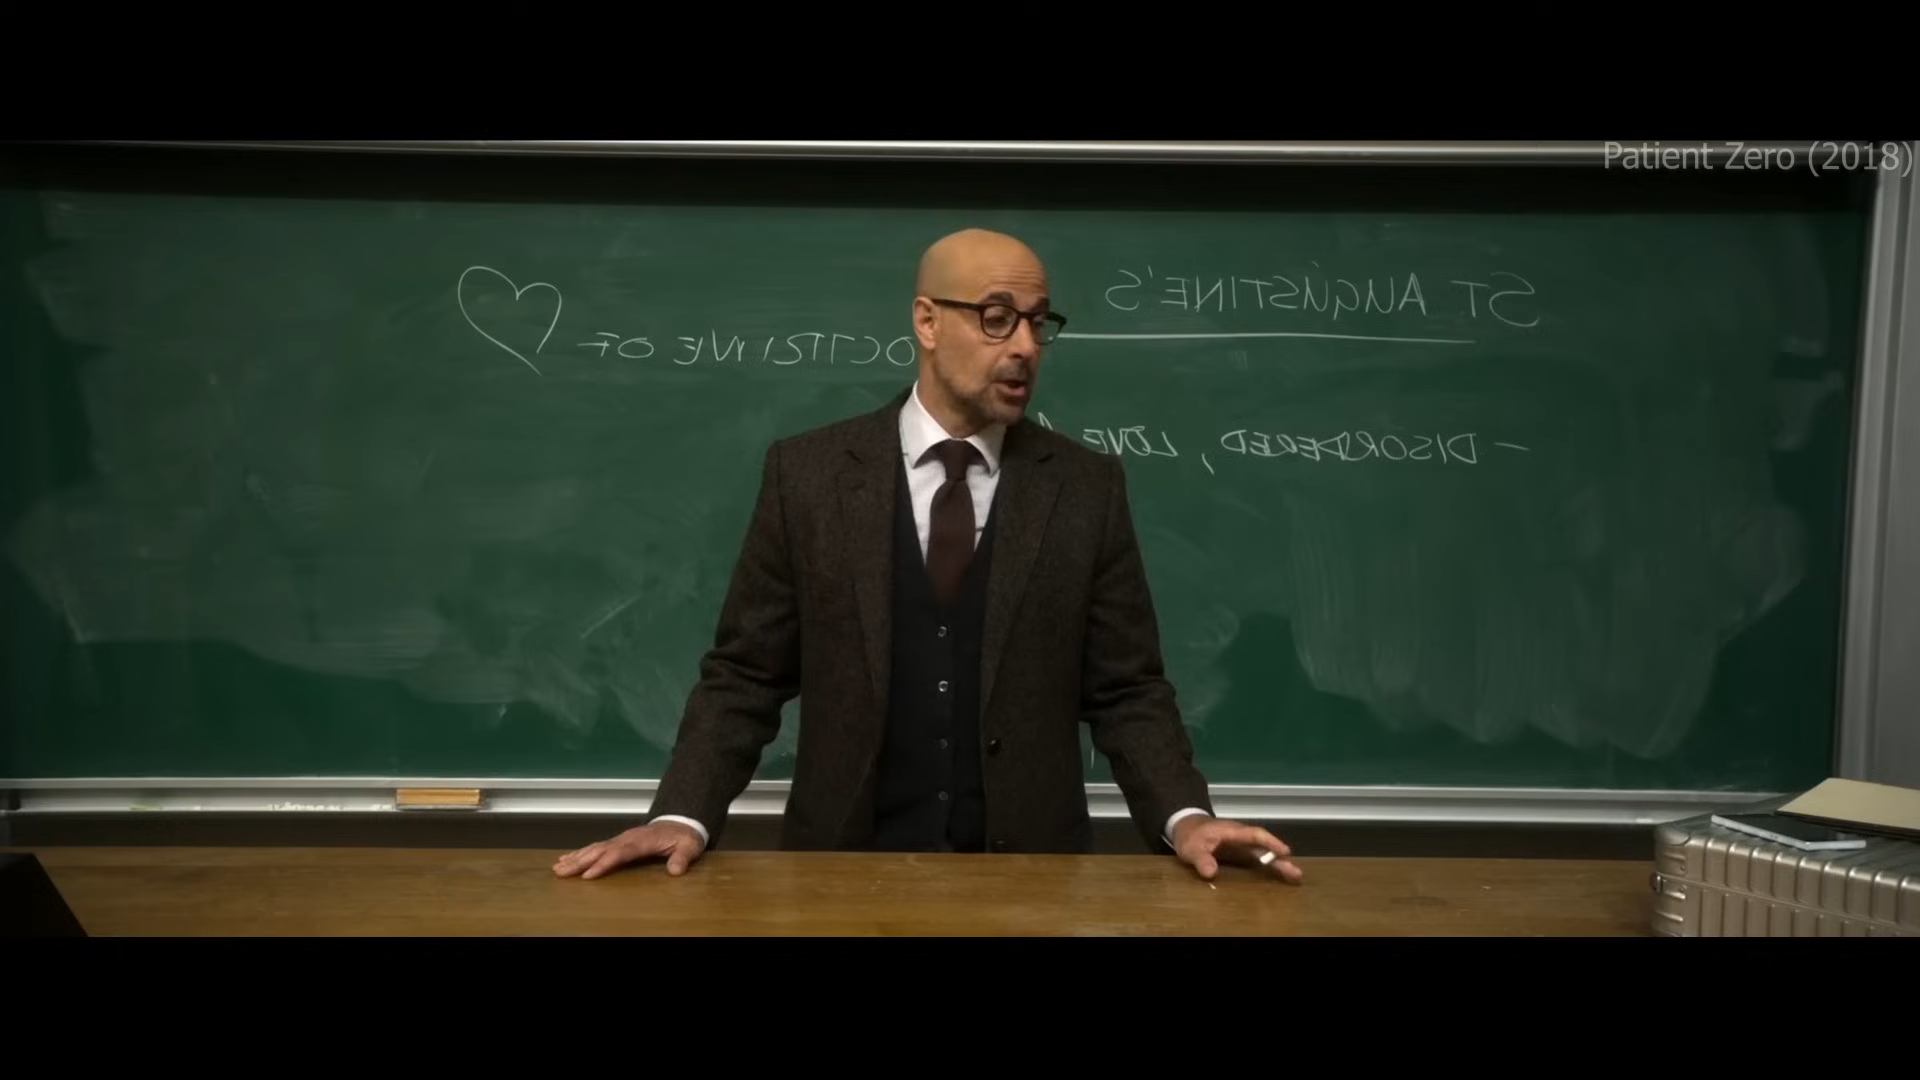 Patient Zero (2018)
ST AUGUSTINE'S
OCTRINE OF
- DISORDERED, LOVE